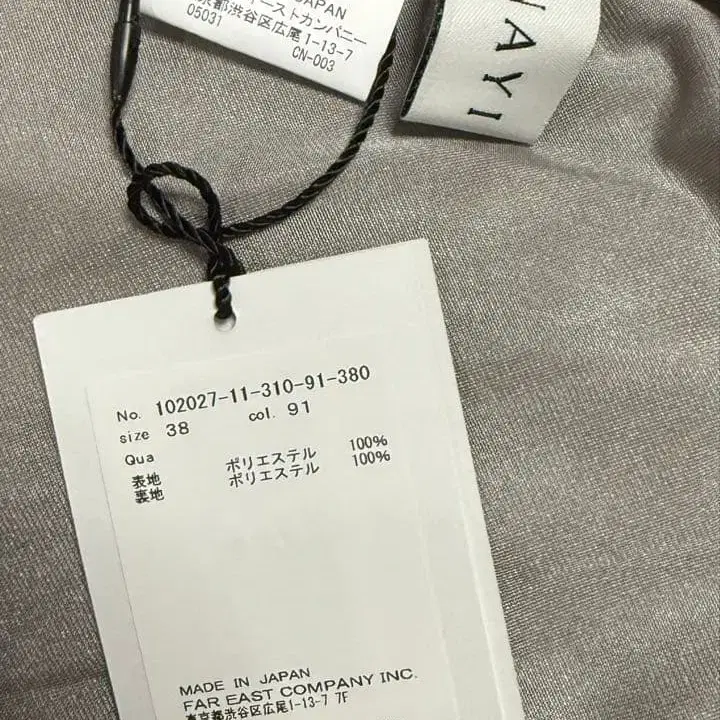 JAPAN
ーストカンパニー
京都渋谷区広尾1-13-7
05031
CN-003
WAYI
No. 102027-11-310-91-380
size 38 col. 91
Qua
表地 ポリエステル 100%
裏地 ポリエステル 100%
MADE IN JAPAN
FAR EAST COMPANY INC.
東京都渋谷区広尾1-13-7 7F